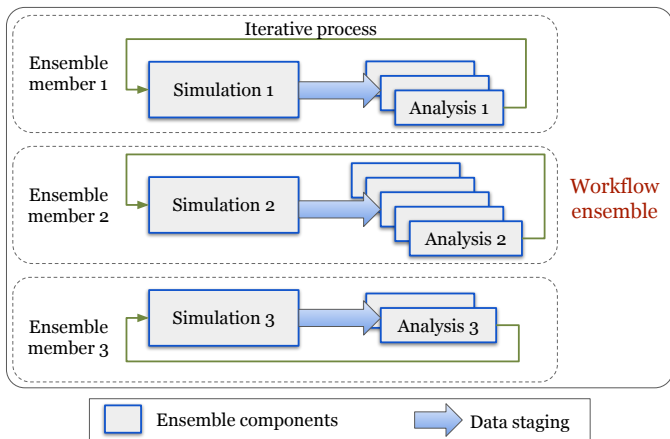 Iterative process
Ensemble
member 1
Simulation 1
Analysis 1
Ensemble
member 2
Simulation 2
Analysis 2
Workflow
ensemble
Ensemble
member 3
Simulation 3
Analysis 3
Ensemble components
Data staging